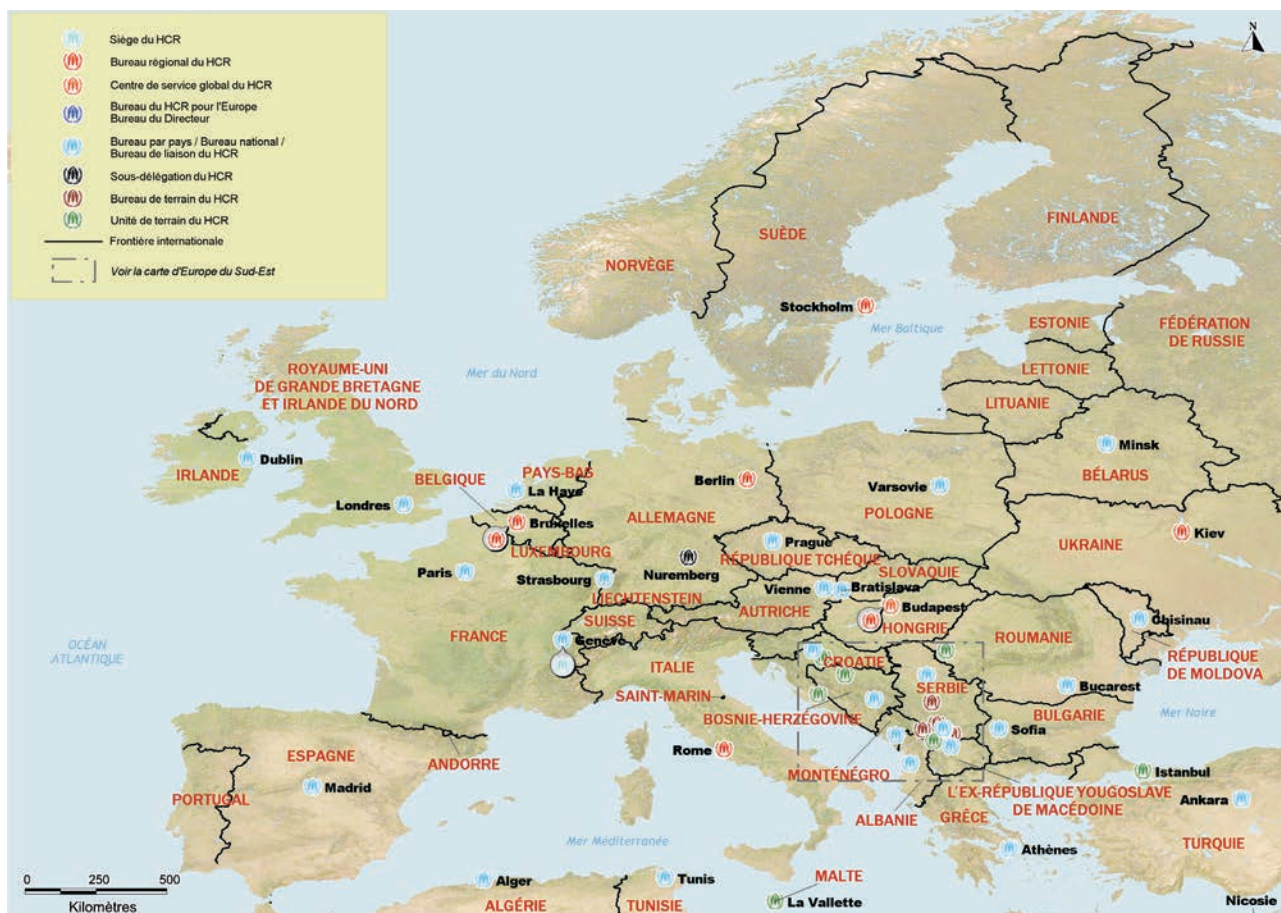 Siège du HCR
Bureau régional du HCR
Centre de service global du HCR
Bureau du HCR pour l'Europe
Bureau du Directeur
Bureau par pays / Bureau national /
Bureau de liaison du HCR
Sous-délégation du HCR
Bureau de terrain du HCR
Unité de terrain du HCR
Frontière internationale
Voir la carte d'Europe du Sud-Est
N
FINLANDE
SUÈDE
NORVÈGE
Stockholm
Mer Baltique
ESTONIE
FÉDÉRATION
DE RUSSIE
LETTONIE
LITUANIE
ROYAUME-UNI
DE GRANDE BRETAGNE
ET IRLANDE DU NORD
Mer du Nord
Minsk
BÉLARUS
Dublin
IRLANDE
Londres
BELGIQUE
PAYS-BAS
La Haye
Berlin
Varsovie
POLOGNE
ALLEMAGNE
Bruxelles
LUXEMBOURG
Kiev
UKRAINE
Prague
RÉPUBLIQUE TCHÈQUE
Nuremberg
Paris
Strasbourg
SLOVAQUIE
Vienne
Bratislava
LIECHTENSTEIN
AUTRICHE
Budapest
HONGRIE
SUISSE
FRANCE
Genève
Chisinau
ROUMANIE
OCÉAN
ATLANTIQUE
ITALIE
CROATIE
RÉPUBLIQUE
DE MOLDOVA
SAINT-MARIN
SERBIE
Bucarest
BOSNIE-HERZÉGOVINE
BULGARIE
Mer Noire
Sofia
Rome
ESPAGNE
ANDORRE
MONTÉNÉGRO
Istanbul
Madrid
PORTUGAL
L'EX-RÉPUBLIQUE YOUGOSLAVE
DE MACÉDOINE
Ankara
ALBANIE
GRÈCE
Mer Méditerranée
TURQUIE
Athènes
MALTE
Alger
Tunis
La Vallette
ALGÉRIE
TUNISIE
Nicosie
0 250 500
Kilomètres